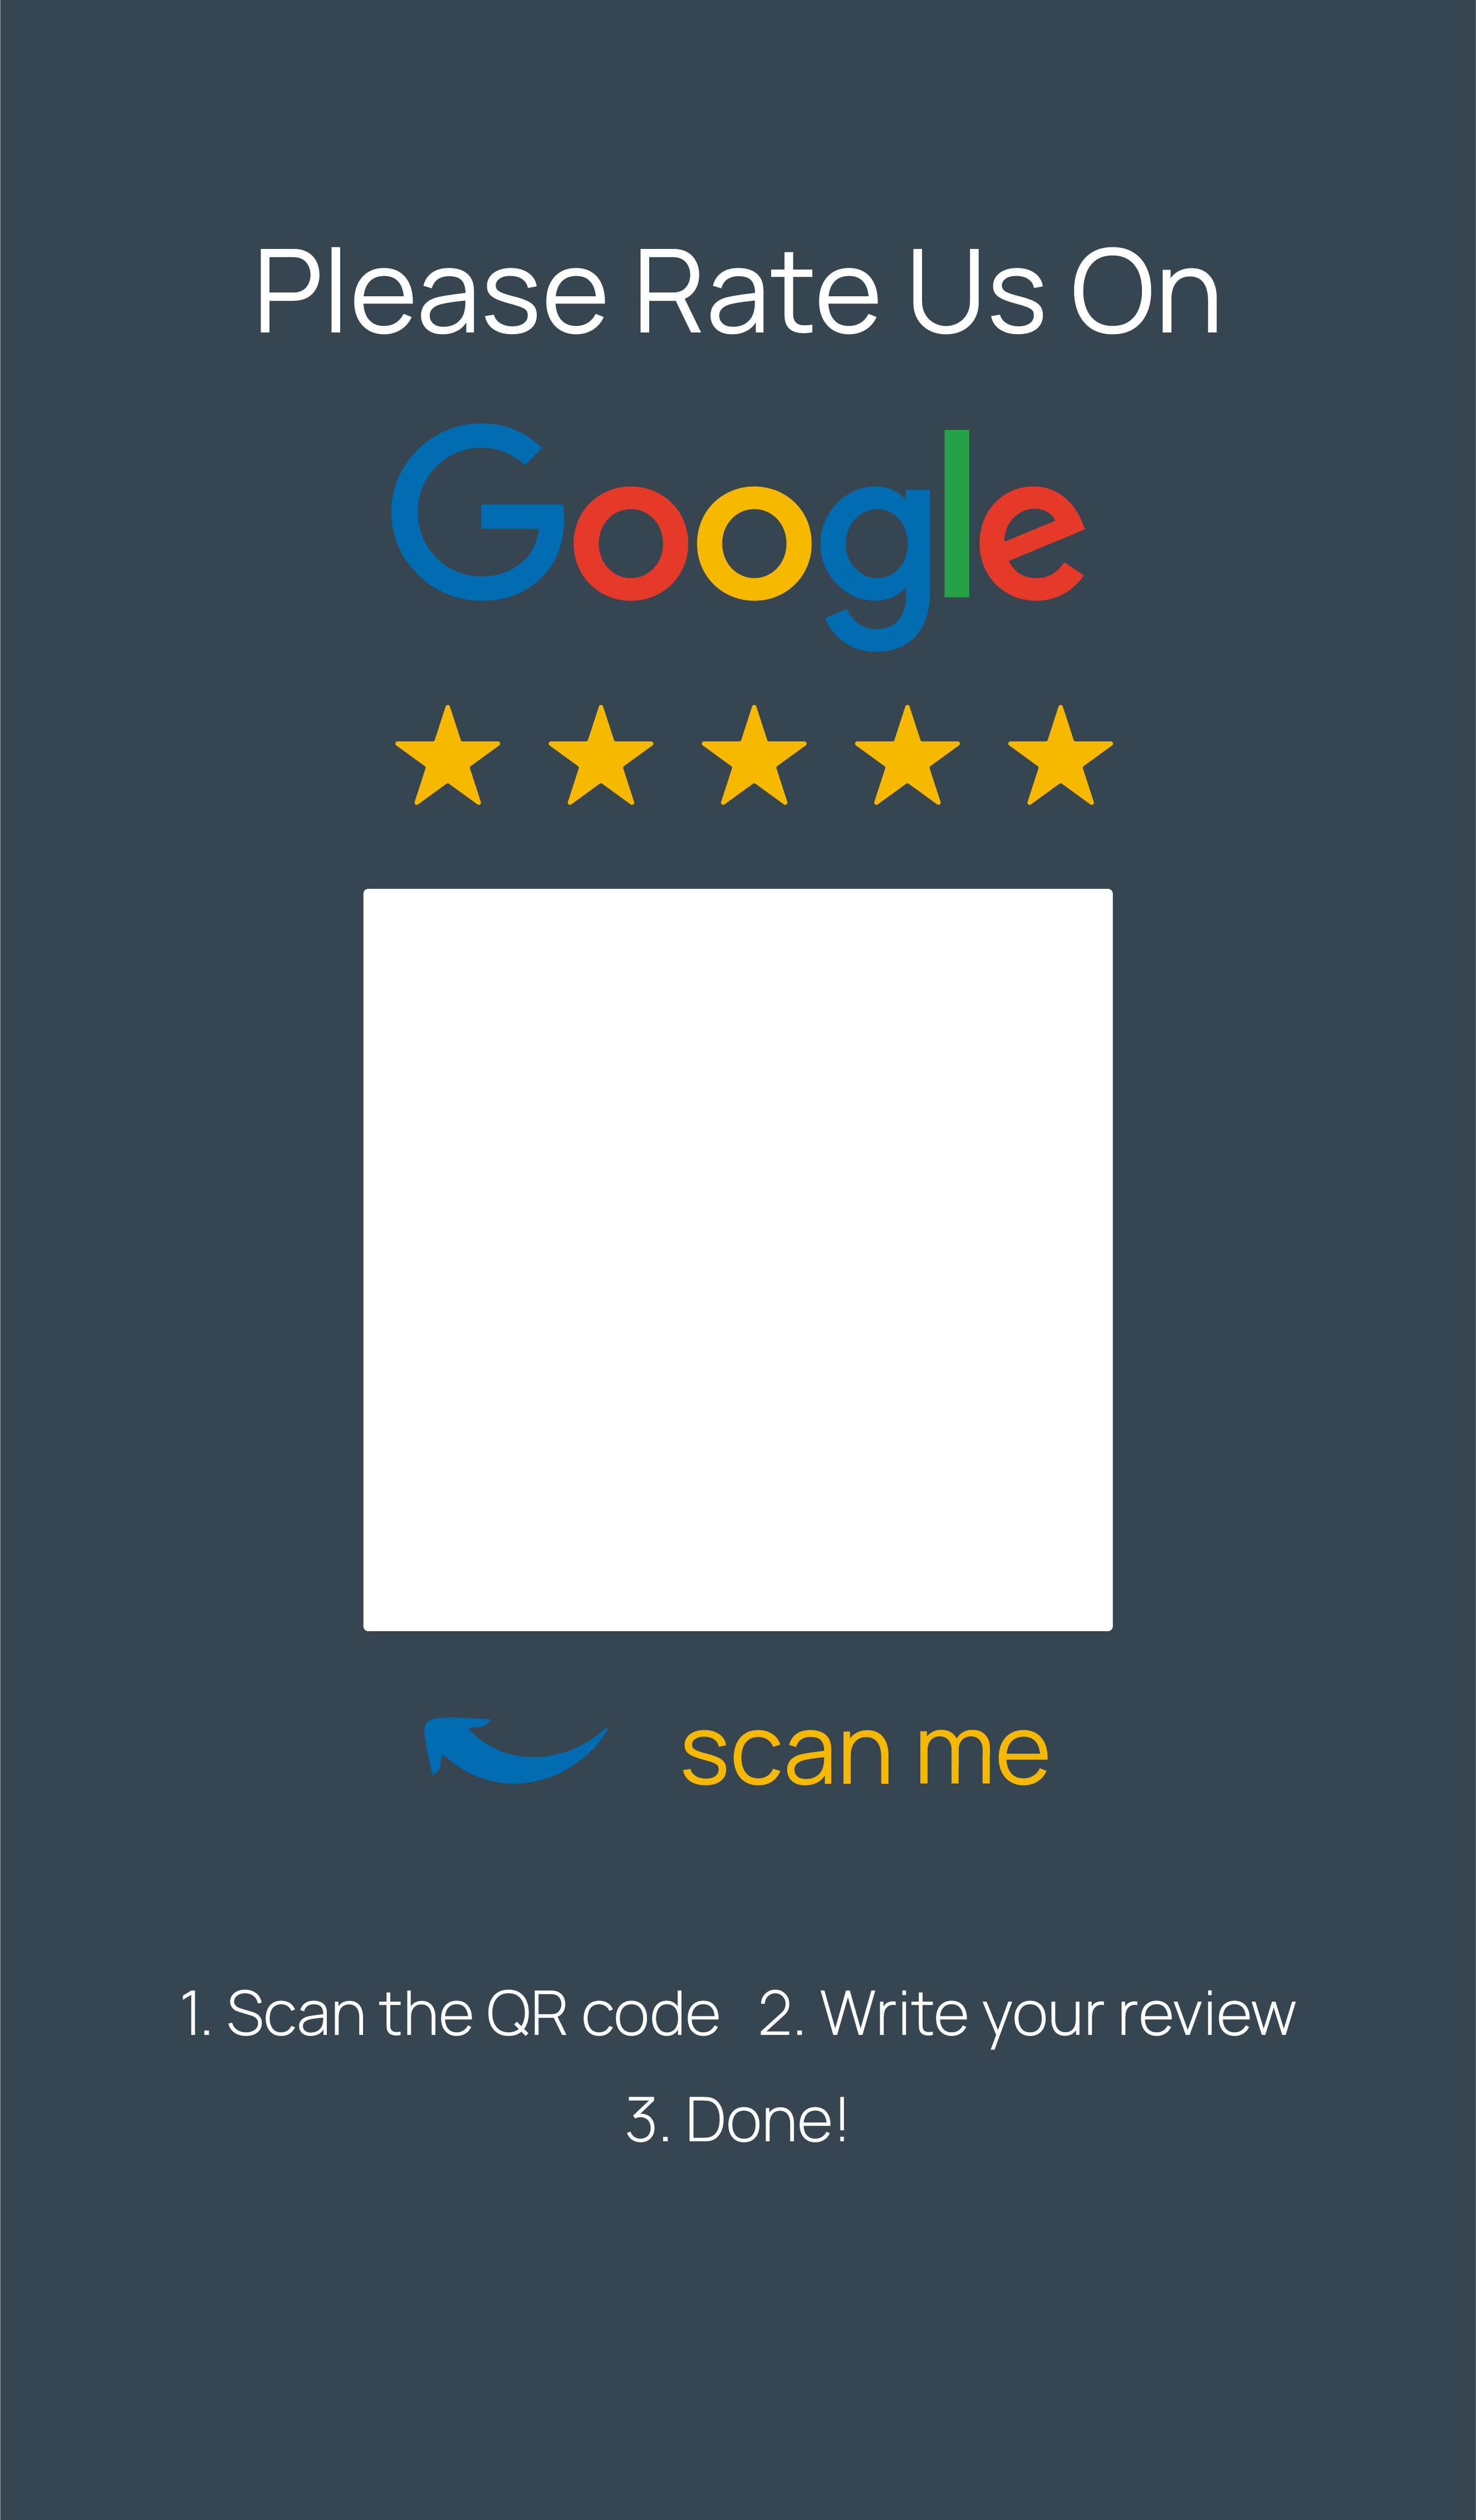 Please Rate Us On
Google
scan me
1. Scan the QR code 2. Write your review
3. Done!